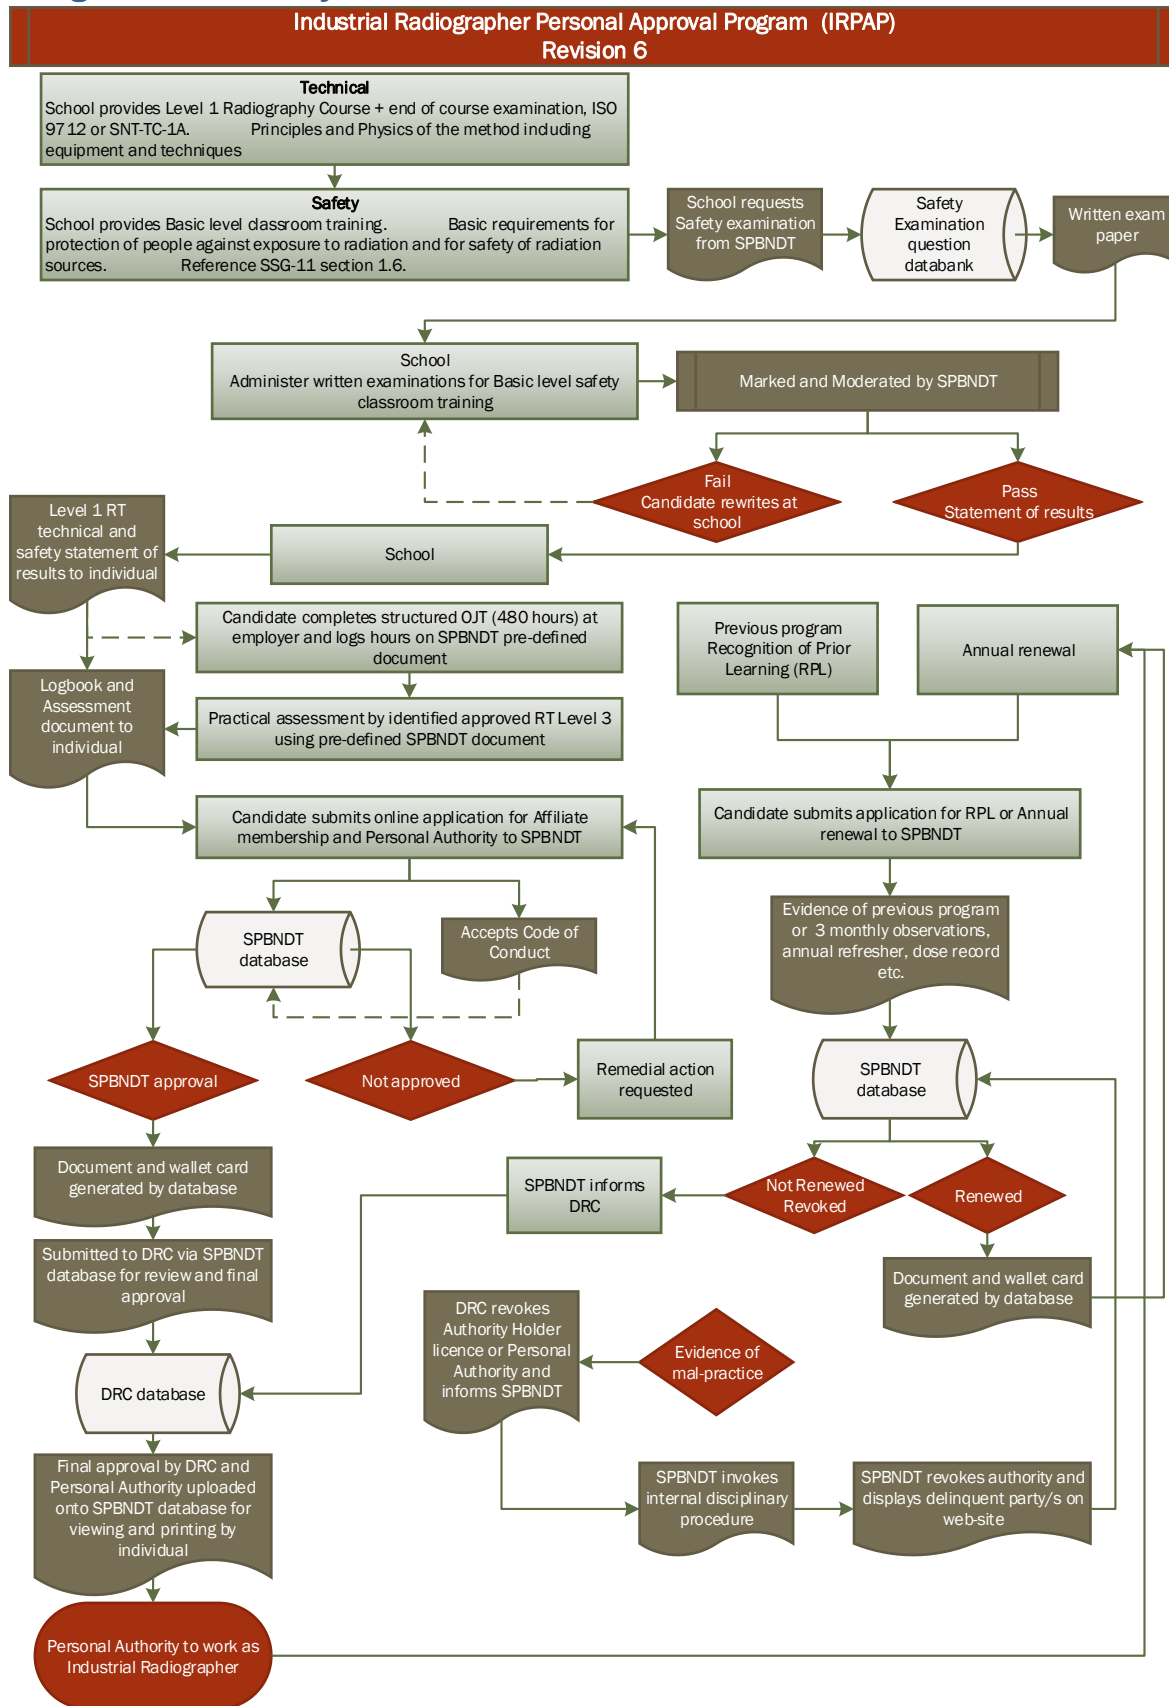 Industrial Radiographer Personal Approval Program (IRPAP)
Revision 6
Technical
School provides Level 1 Radiography Course + end of course examination, ISO
9712 or SNT-TC-1A. Principles and Physics of the method including
equipment and techniques
Safety
School provides Basic level classroom training. Basic requirements for
protection of people against exposure to radiation and for safety of radiation
sources. Reference SSG-11 section 1.6.
School requests
Safety examination
from SPBNDT
Safety
Examination
question
databank
Written exam
paper
School
Administer written examinations for Basic level safety
classroom training
Marked and Moderated by SPBNDT
Fail
Candidate rewrites at
school
Pass
Statement of results
Level 1 RT
technical and
safety statement of
results to individual
School
Candidate completes structured OJT (480 hours) at
employer and logs hours on SPBNDT pre-defined
document
Previous program
Recognition of Prior
Learning (RPL)
Annual renewal
Logbook and
Assessment
document to
individual
Practical assessment by identified approved RT Level 3
using pre-defined SPBNDT document
Candidate submits online application for Affiliate
membership and Personal Authority to SPBNDT
Candidate submits application for RPL or Annual
renewal to SPBNDT
SPBNDT
database
Accepts Code of
Conduct
Evidence of previous program
or 3 monthly observations,
annual refresher, dose record
etc.
SPBNDT approval
Not approved
Remedial action
requested
SPBNDT
database
Document and wallet card
generated by database
SPBNDT informs
DRC
Not Renewed
Revoked
Renewed
Submitted to DRC via SPBNDT
database for review and final
approval
Document and wallet card
generated by database
DRC revokes
Authority Holder
licence or Personal
Authority and
informs SPBNDT
Evidence of
mal-practice
DRC database
Final approval by DRC and
Personal Authority uploaded
onto SPBNDT database for
viewing and printing by
individual
SPBNDT invokes
internal disciplinary
procedure
SPBNDT revokes authority and
displays delinquent party/s on
web-site
Personal Authority to work as
Industrial Radiographer